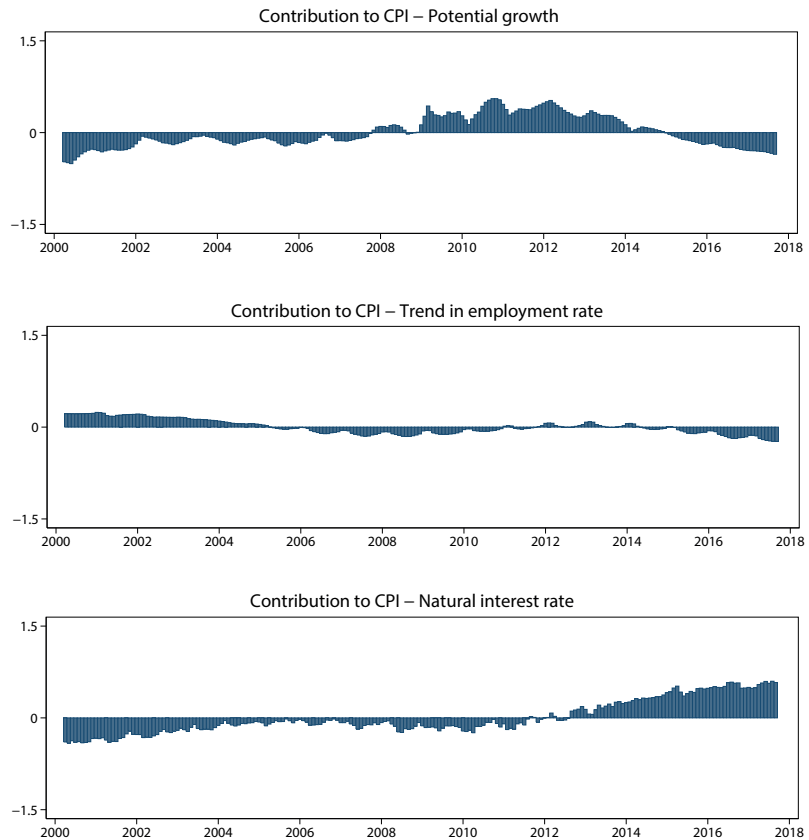 Contribution to CPI – Potential growth
1.5
0
−1.5
2000 2002 2004 2006 2008 2010 2012 2014 2016 2018
Contribution to CPI – Trend in employment rate
1.5
0
−1.5
2000 2002 2004 2006 2008 2010 2012 2014 2016 2018
Contribution to CPI – Natural interest rate
1.5
0
−1.5
2000 2002 2004 2006 2008 2010 2012 2014 2016 2018